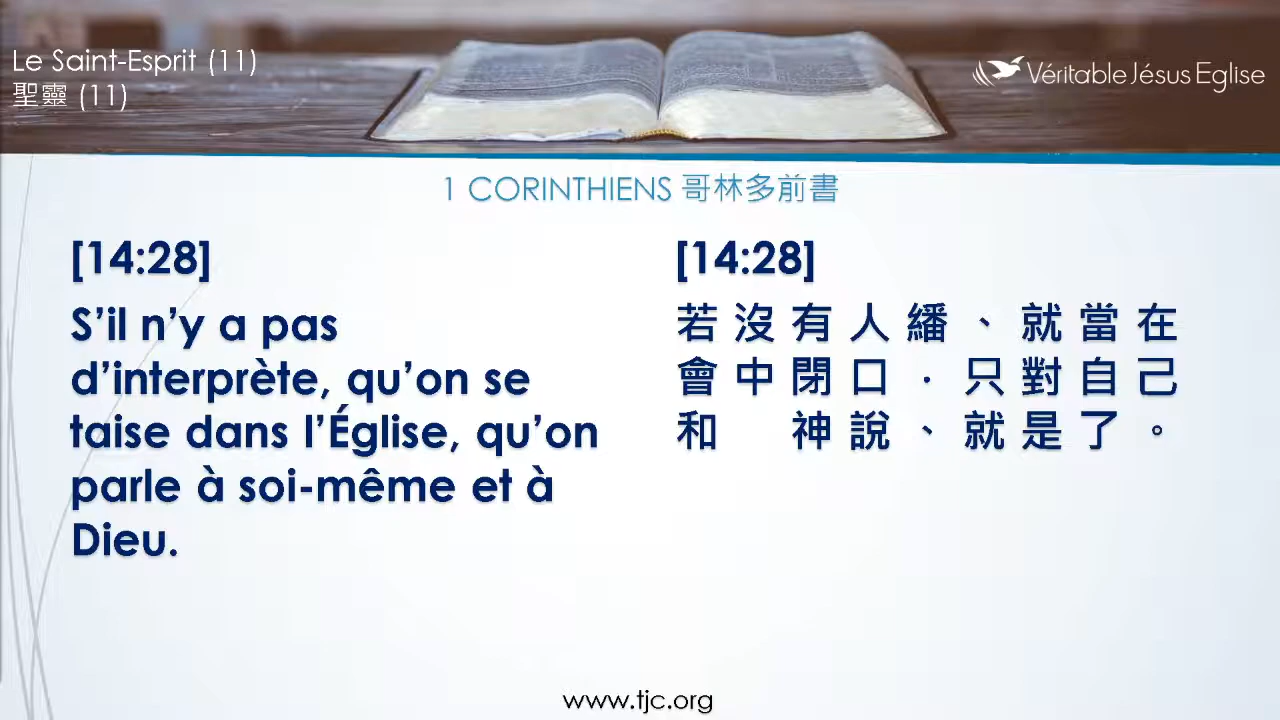 Le Saint-Esprit (11)
聖靈 (11)
Véritable Jésus Eglise
1 CORINTHIENS 哥林多前書
[14:28]
S’il n’y a pas
d’interprète, qu’on se
taise dans l’Église, qu’on
parle à soi-même et à
Dieu.
[14:28]
若沒有人繙、就當在
會中閉口．只對自己
和　神說、就是了。
www.tjc.org